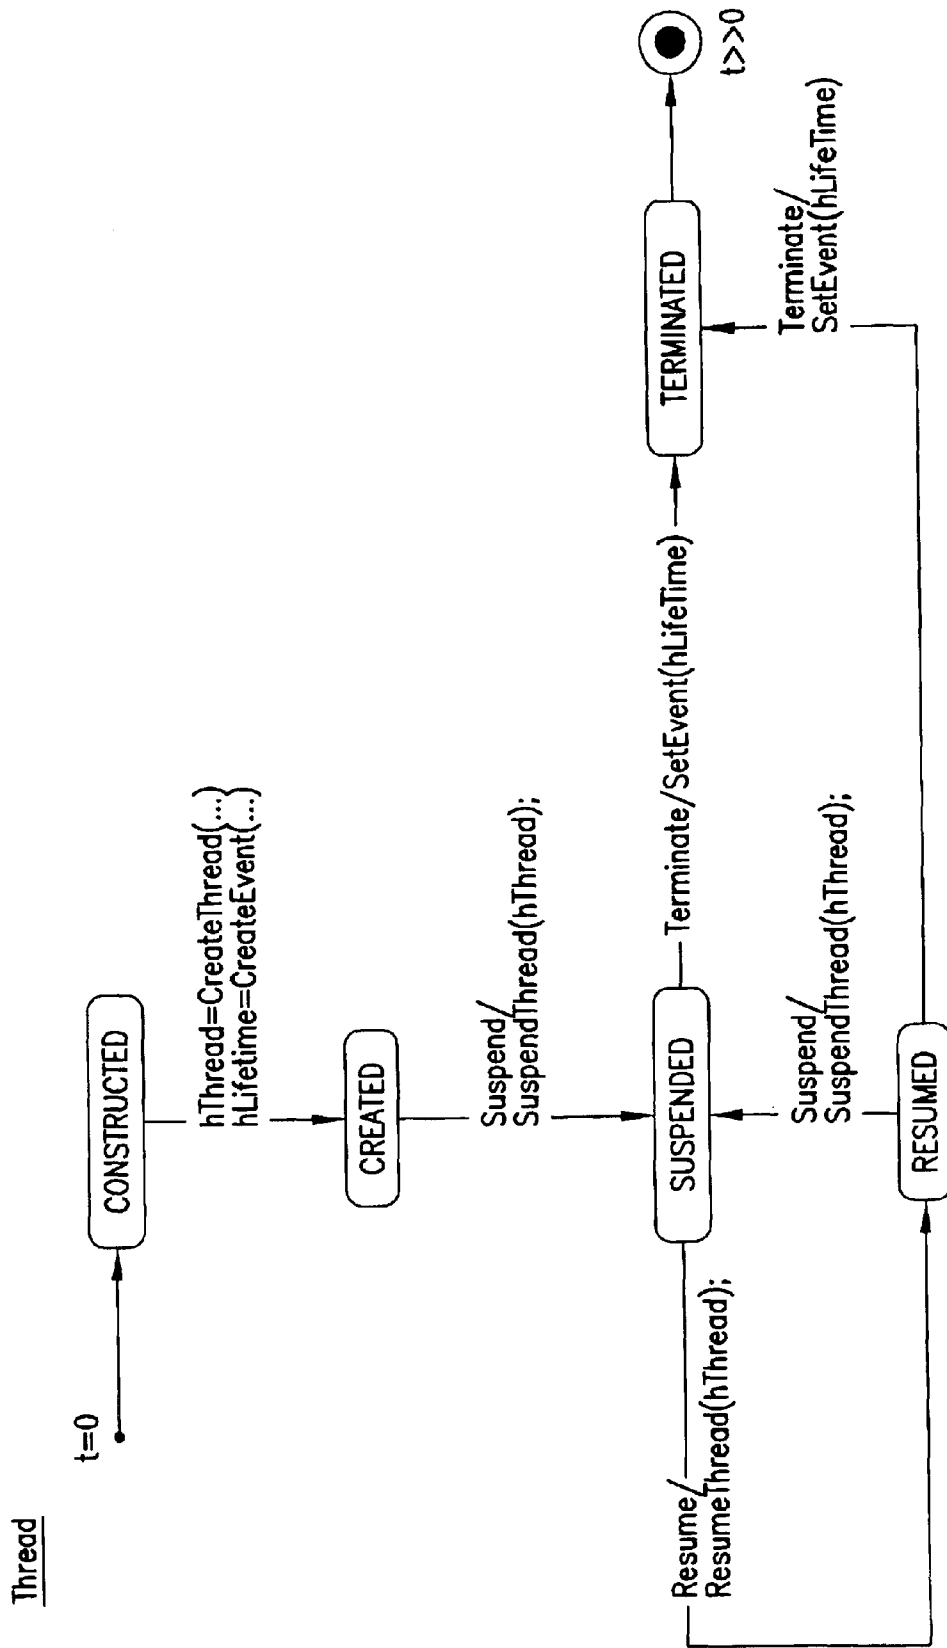 Thread
t=0
CONSTRUCTED
hThread=CreateThread(...)
hLifetime=CreateEvent(...)
CREATED
Suspend/
SuspendThread(hThread);
Resume/
ResumeThread(hThread);
SUSPENDED
Terminate/SetEvent(hLifeTime)
TERMINATED
t>>0
Suspend/
SuspendThread(hThread);
Terminate/
SetEvent(hLifeTime)
RESUMED